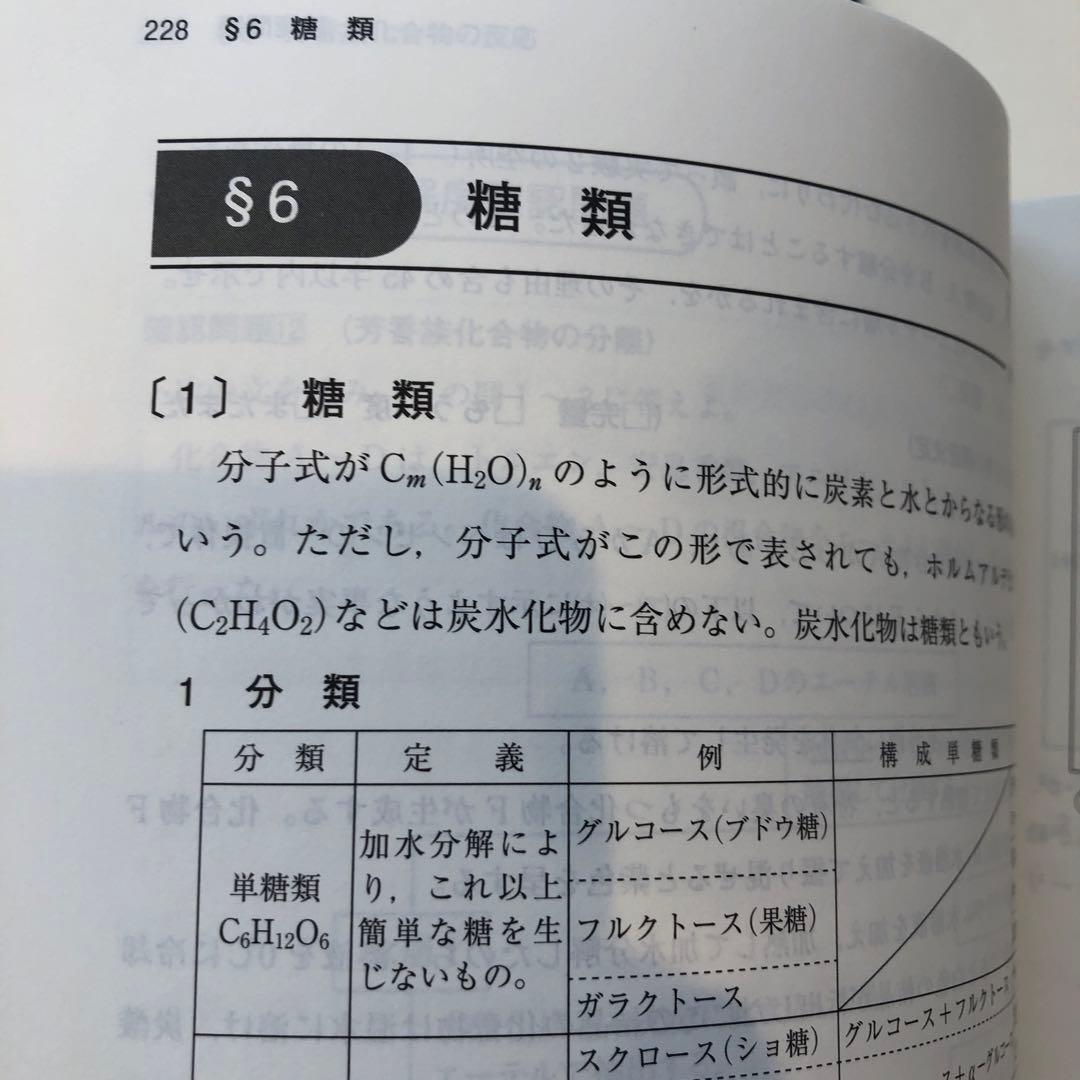 228 §6 糖 類
§6 糖 類
〔1〕 糖 類
分子式がCm(H2O)nのように形式的に炭素と水とからなる
いう。ただし，分子式がこの形で表されても，ホルムアルデヒ
(C2H4O2)などは炭水化物に含めない。炭水化物は糖類ともいう。
1 分 類
分 類 定 義 例 構成単糖類
単糖類
C6H12O6
加水分解によ
り，これ以上
簡単な糖を生
じないもの。
グルコース(ブドウ糖)
フルクトース(果糖)
ガラクトース
スクロース(ショ糖) グルコース+フルクトース